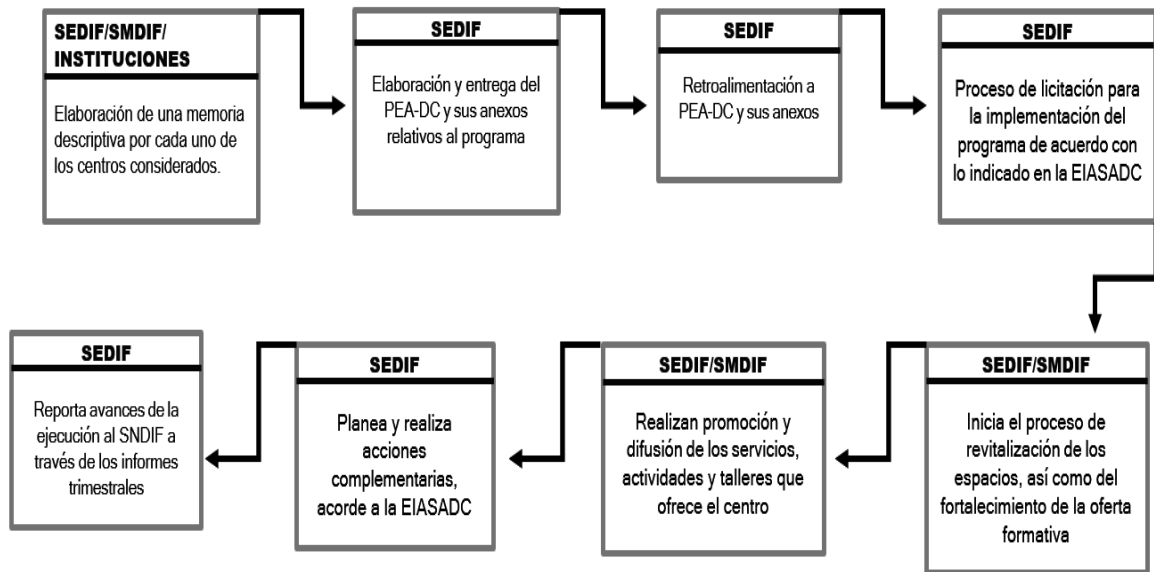 SEDIF/SMDIF/
INSTITUCIONES
Elaboración de una memoria
descriptiva por cada uno de
los centros considerados.
SEDIF
Elaboración y entrega del
PEA-DC y sus anexos
relativos al programa
SEDIF
Retroalimentación a
PEA-DC y sus anexos
Proceso de licitación para
la implementación del
programa de acuerdo con
lo indicado en la EIASADC
SEDIF
SEDIF/SMDIF
Inicia el proceso de
revitalización de los
espacios, así como del
fortalecimiento de la oferta
formativa
SEDIF/SMDIF
Realizan promoción y
difusión de los servicios,
actividades y talleres que
ofrece el centro
SEDIF
Planea y realiza
acciones
complementarias,
acorde a la EIASADC
SEDIF
Reporta avances de la
ejecución al SNDIF a
través de los informes
trimestrales